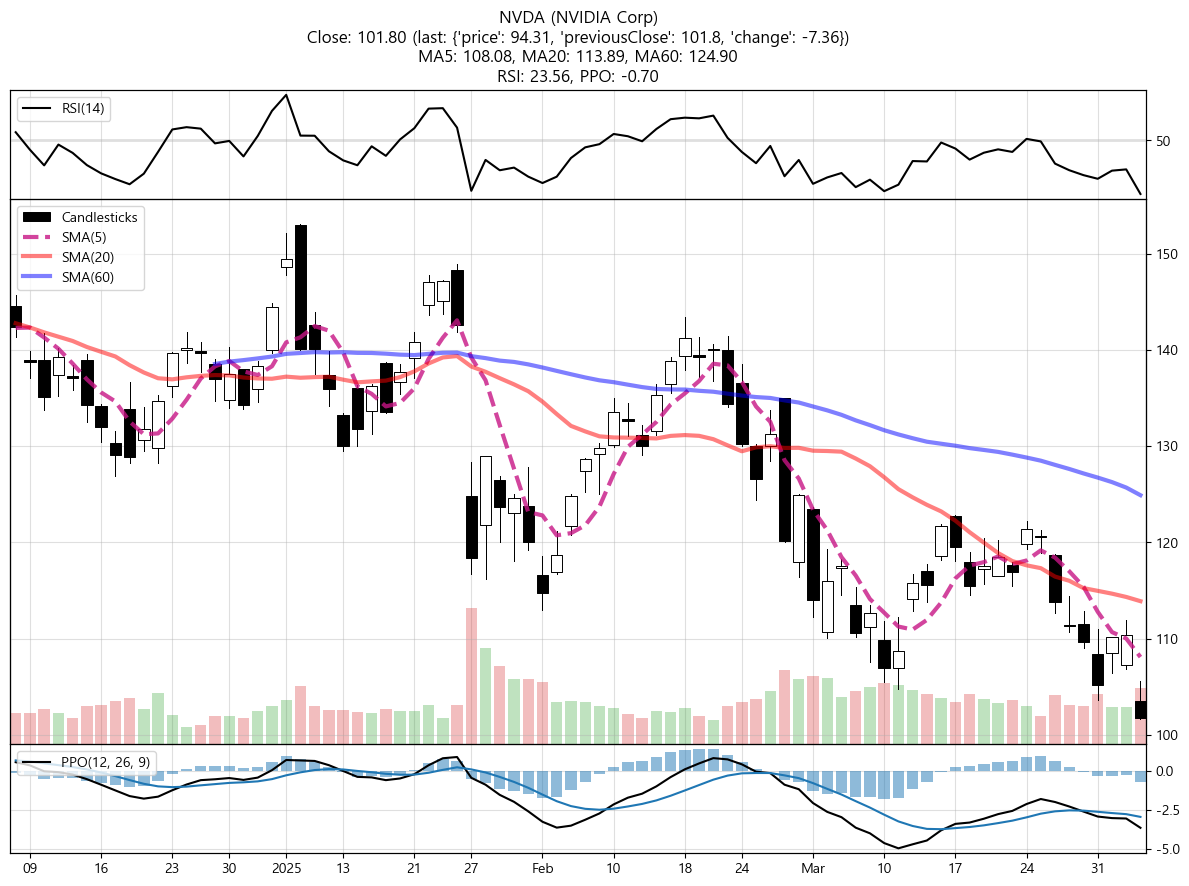 NVDA (NVIDIA Corp)
Close: 101.80 (last: {'price': 94.31, 'previousClose': 101.8, 'change': -7.36})
MA5: 108.08, MA20: 113.89, MA60: 124.90
RSI: 23.56, PPO: -0.70
RSI(14)
50
Candlesticks
SMA(5)
SMA(20)
SMA(60)
150
140
130
120
110
100
PPO(12, 26, 9)
0.0
-2.5
-5.0
09 16 23 30 2025 13 21 27 Feb 10 18 24 Mar 10 17 24 31